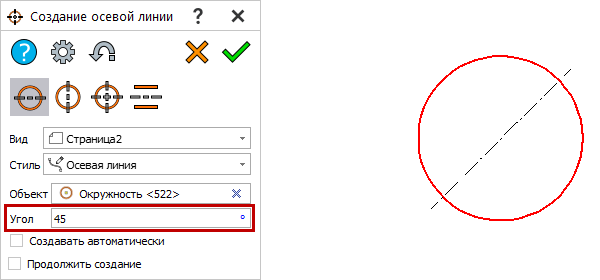 Создание осевой линии
Вид Страница2
Стиль Осевая линия
Объект Окружность <522>
Угол 45 °
Создавать автоматически
Продолжить создание